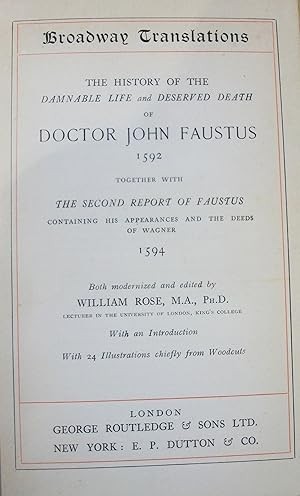 Broadway Translations
THE HISTORY OF THE
DAMNABLE LIFE and DESERVED DEATH
OF
DOCTOR JOHN FAUSTUS
1592
TOGETHER WITH
THE SECOND REPORT OF FAUSTUS
CONTAINING HIS APPEARANCES AND THE DEEDS
OF WAGNER
1594
Both modernized and edited by
WILLIAM ROSE, M.A., PH.D.
LECTURER IN THE UNIVERSITY OF LONDON, KING'S COLLEGE
With an Introduction
With 24 Illustrations chiefly from Woodcuts
LONDON
GEORGE ROUTLEDGE & SONS LTD.
NEW YORK: E. P. DUTTON & CO.